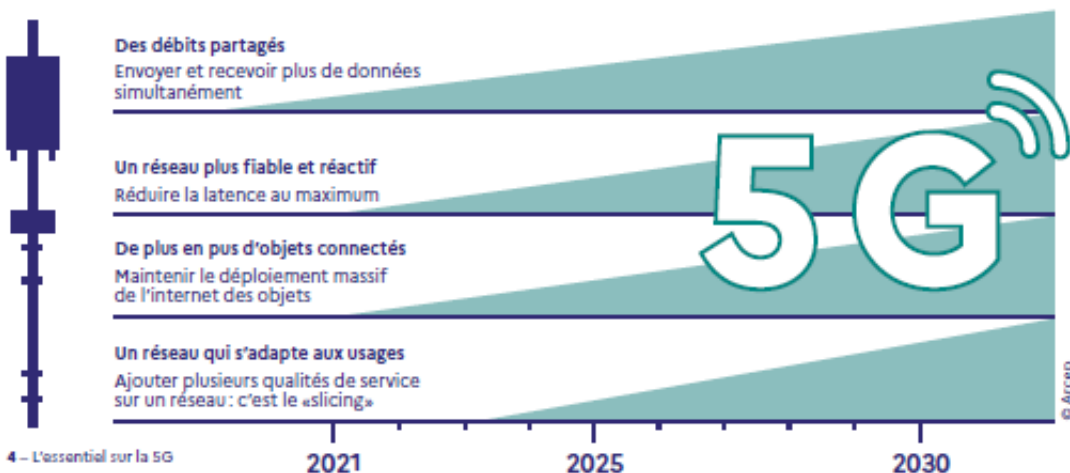 Des débits partagés
Envoyer et recevoir plus de données
simultanément
Un réseau plus fiable et réactif
Réduire la latence au maximum
De plus en pus d'objets connectés
Maintenir le déploiement massif
de l'internet des objets
Un réseau qui s'adapte aux usages
Ajouter plusieurs qualités de service
sur un réseau : c'est le «slicing»
5G
© Arcep
4 – L'essentiel sur la 5G
2021
2025
2030